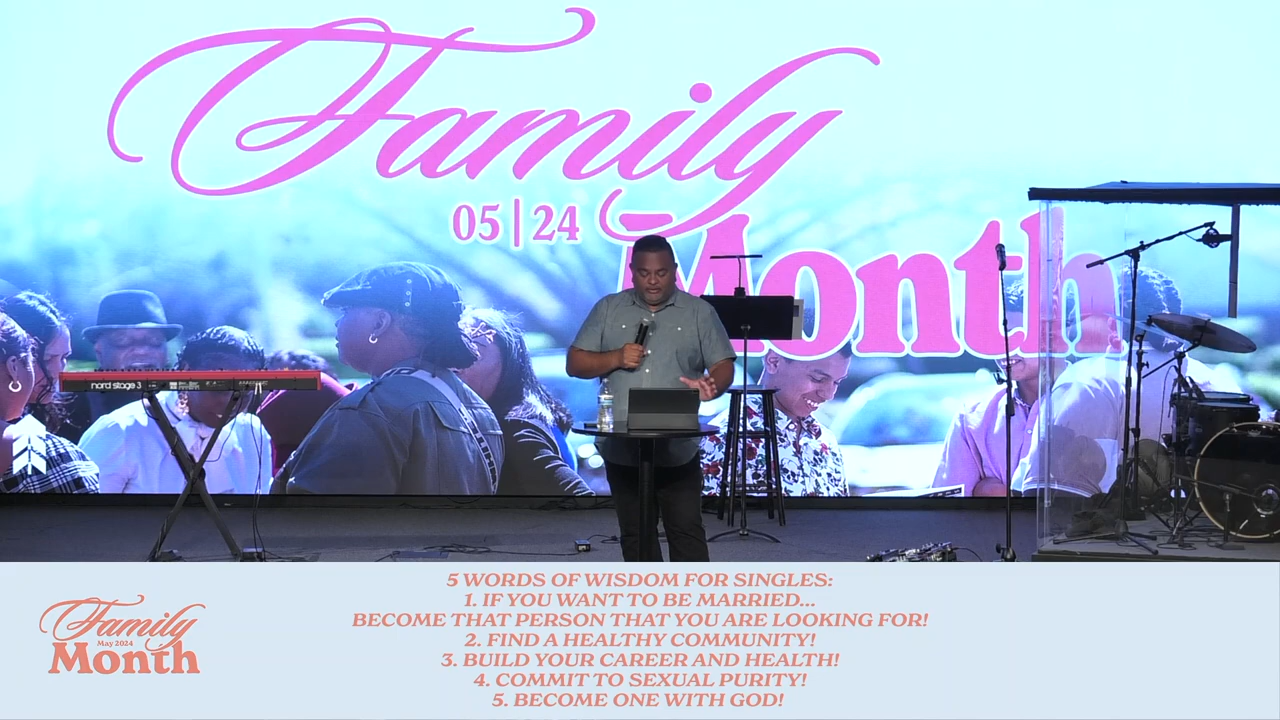 Family
05|24
Month
nord stage 3
5 WORDS OF WISDOM FOR SINGLES:
1. IF YOU WANT TO BE MARRIED...
BECOME THAT PERSON THAT YOU ARE LOOKING FOR!
2. FIND A HEALTHY COMMUNITY!
3. BUILD YOUR CAREER AND HEALTH!
4. COMMIT TO SEXUAL PURITY!
5. BECOME ONE WITH GOD!
Family
May 2024
Month